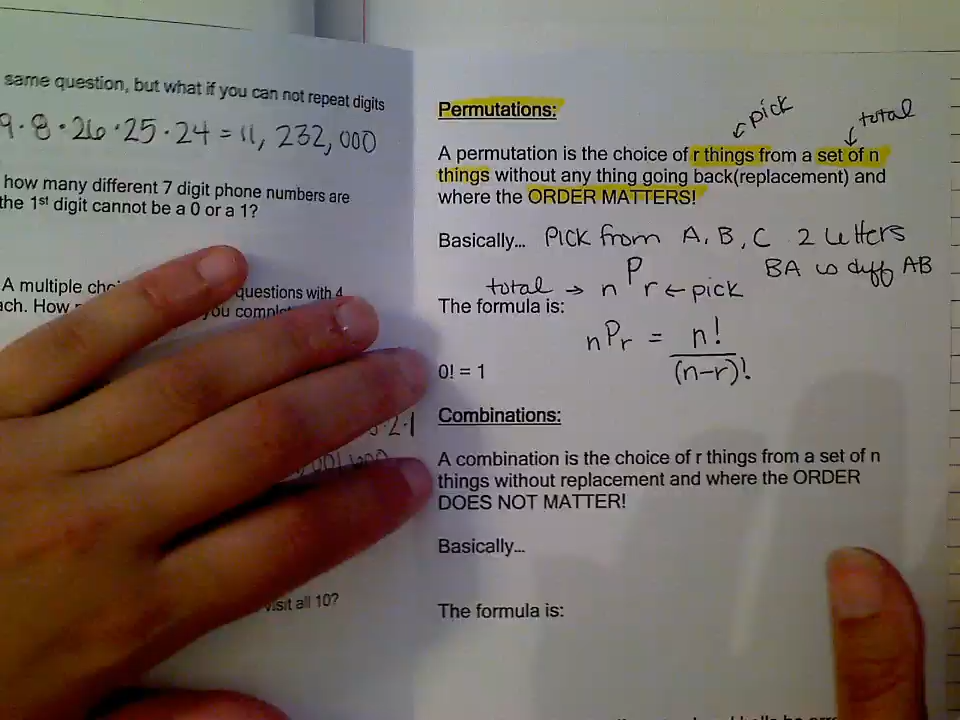 same question, but what if you can not repeat digits
9·8·26·25·24 = 11, 232,000
how many different 7 digit phone numbers are
the 1st digit cannot be a 0 or a 1?
A multiple questions with 4
ach. How you
·2·1
visit all 10?
Permutations:
pick
total
A permutation is the choice of r things from a set of n
things without any thing going back(replacement) and
where the ORDER MATTERS!
Basically... PICK from A, B, C 2 letters
BA is diff AB
total → nPr ← pick
The formula is:
nPr = n!/(n-r)!
0! = 1
Combinations:
A combination is the choice of r things from a set of n
things without replacement and where the ORDER
DOES NOT MATTER!
Basically...
The formula is: